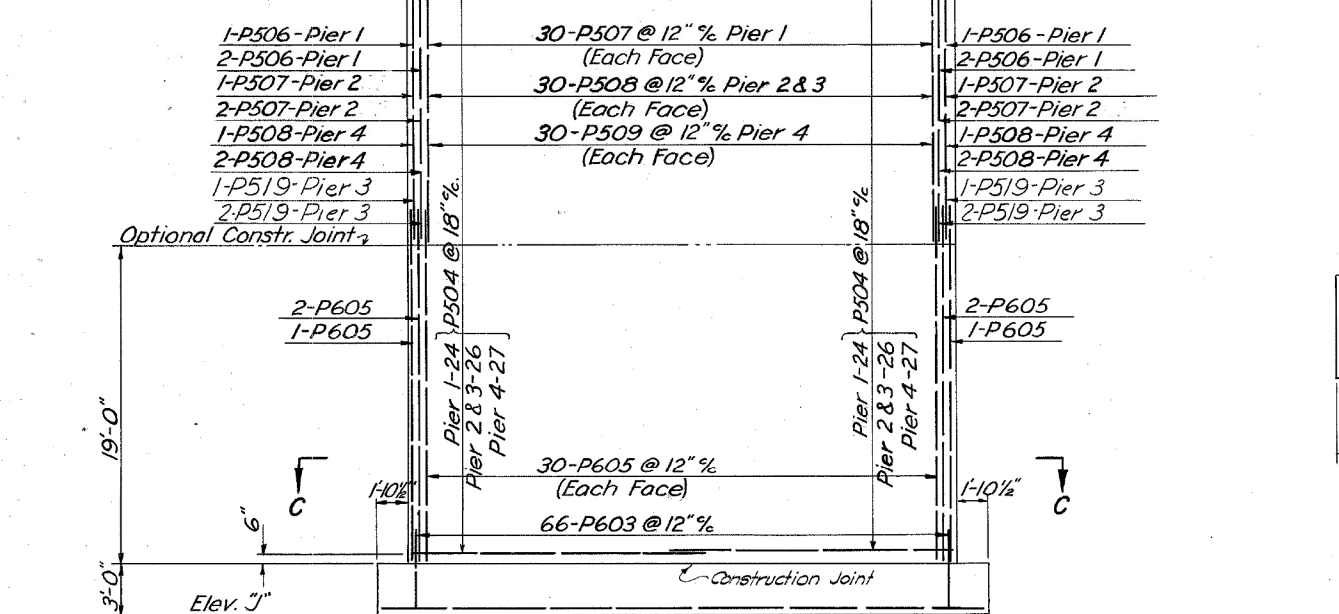 1-P506-Pier 1
2-P506-Pier 1
1-P507-Pier 2
2-P507-Pier 2
1-P508-Pier 4
2-P508-Pier 4
1-P519-Pier 3
2-P519-Pier 3
Optional Constr. Joint
30-P507 @ 12" ℅ Pier 1
(Each Face)
30-P508 @ 12" ℅ Pier 2&3
(Each Face)
30-P509 @ 12" ℅ Pier 4
(Each Face)
1-P506-Pier 1
2-P506-Pier 1
1-P507-Pier 2
2-P507-Pier 2
1-P508-Pier 4
2-P508-Pier 4
1-P519-Pier 3
2-P519-Pier 3
2-P605
1-P605
Pier 1-24
Pier 2&3-26
Pier 4-27
P504 @ 18" ℅.
Pier 1-24
Pier 2&3-26
Pier 4-27
P504 @ 18" ℅
2-P605
1-P605
19'-0"
C
1'-10½"
30-P605 @ 12" ℅
(Each Face)
1'-10½"
C
6"
66-P603 @ 12" ℅
3'-0"
Elev. "J"
Construction Joint